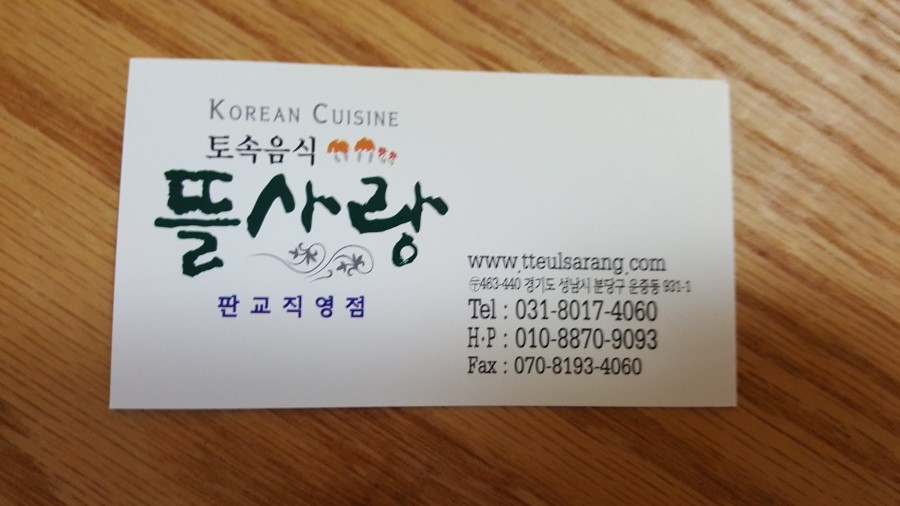 KOREAN CUISINE
토속음식
뜰사랑
판교직영점
www.tteulsarang.com
㉾463-440 경기도 성남시 분당구 운중동 931-1
Tel : 031-8017-4060
H·P : 010-8870-9093
Fax : 070-8193-4060